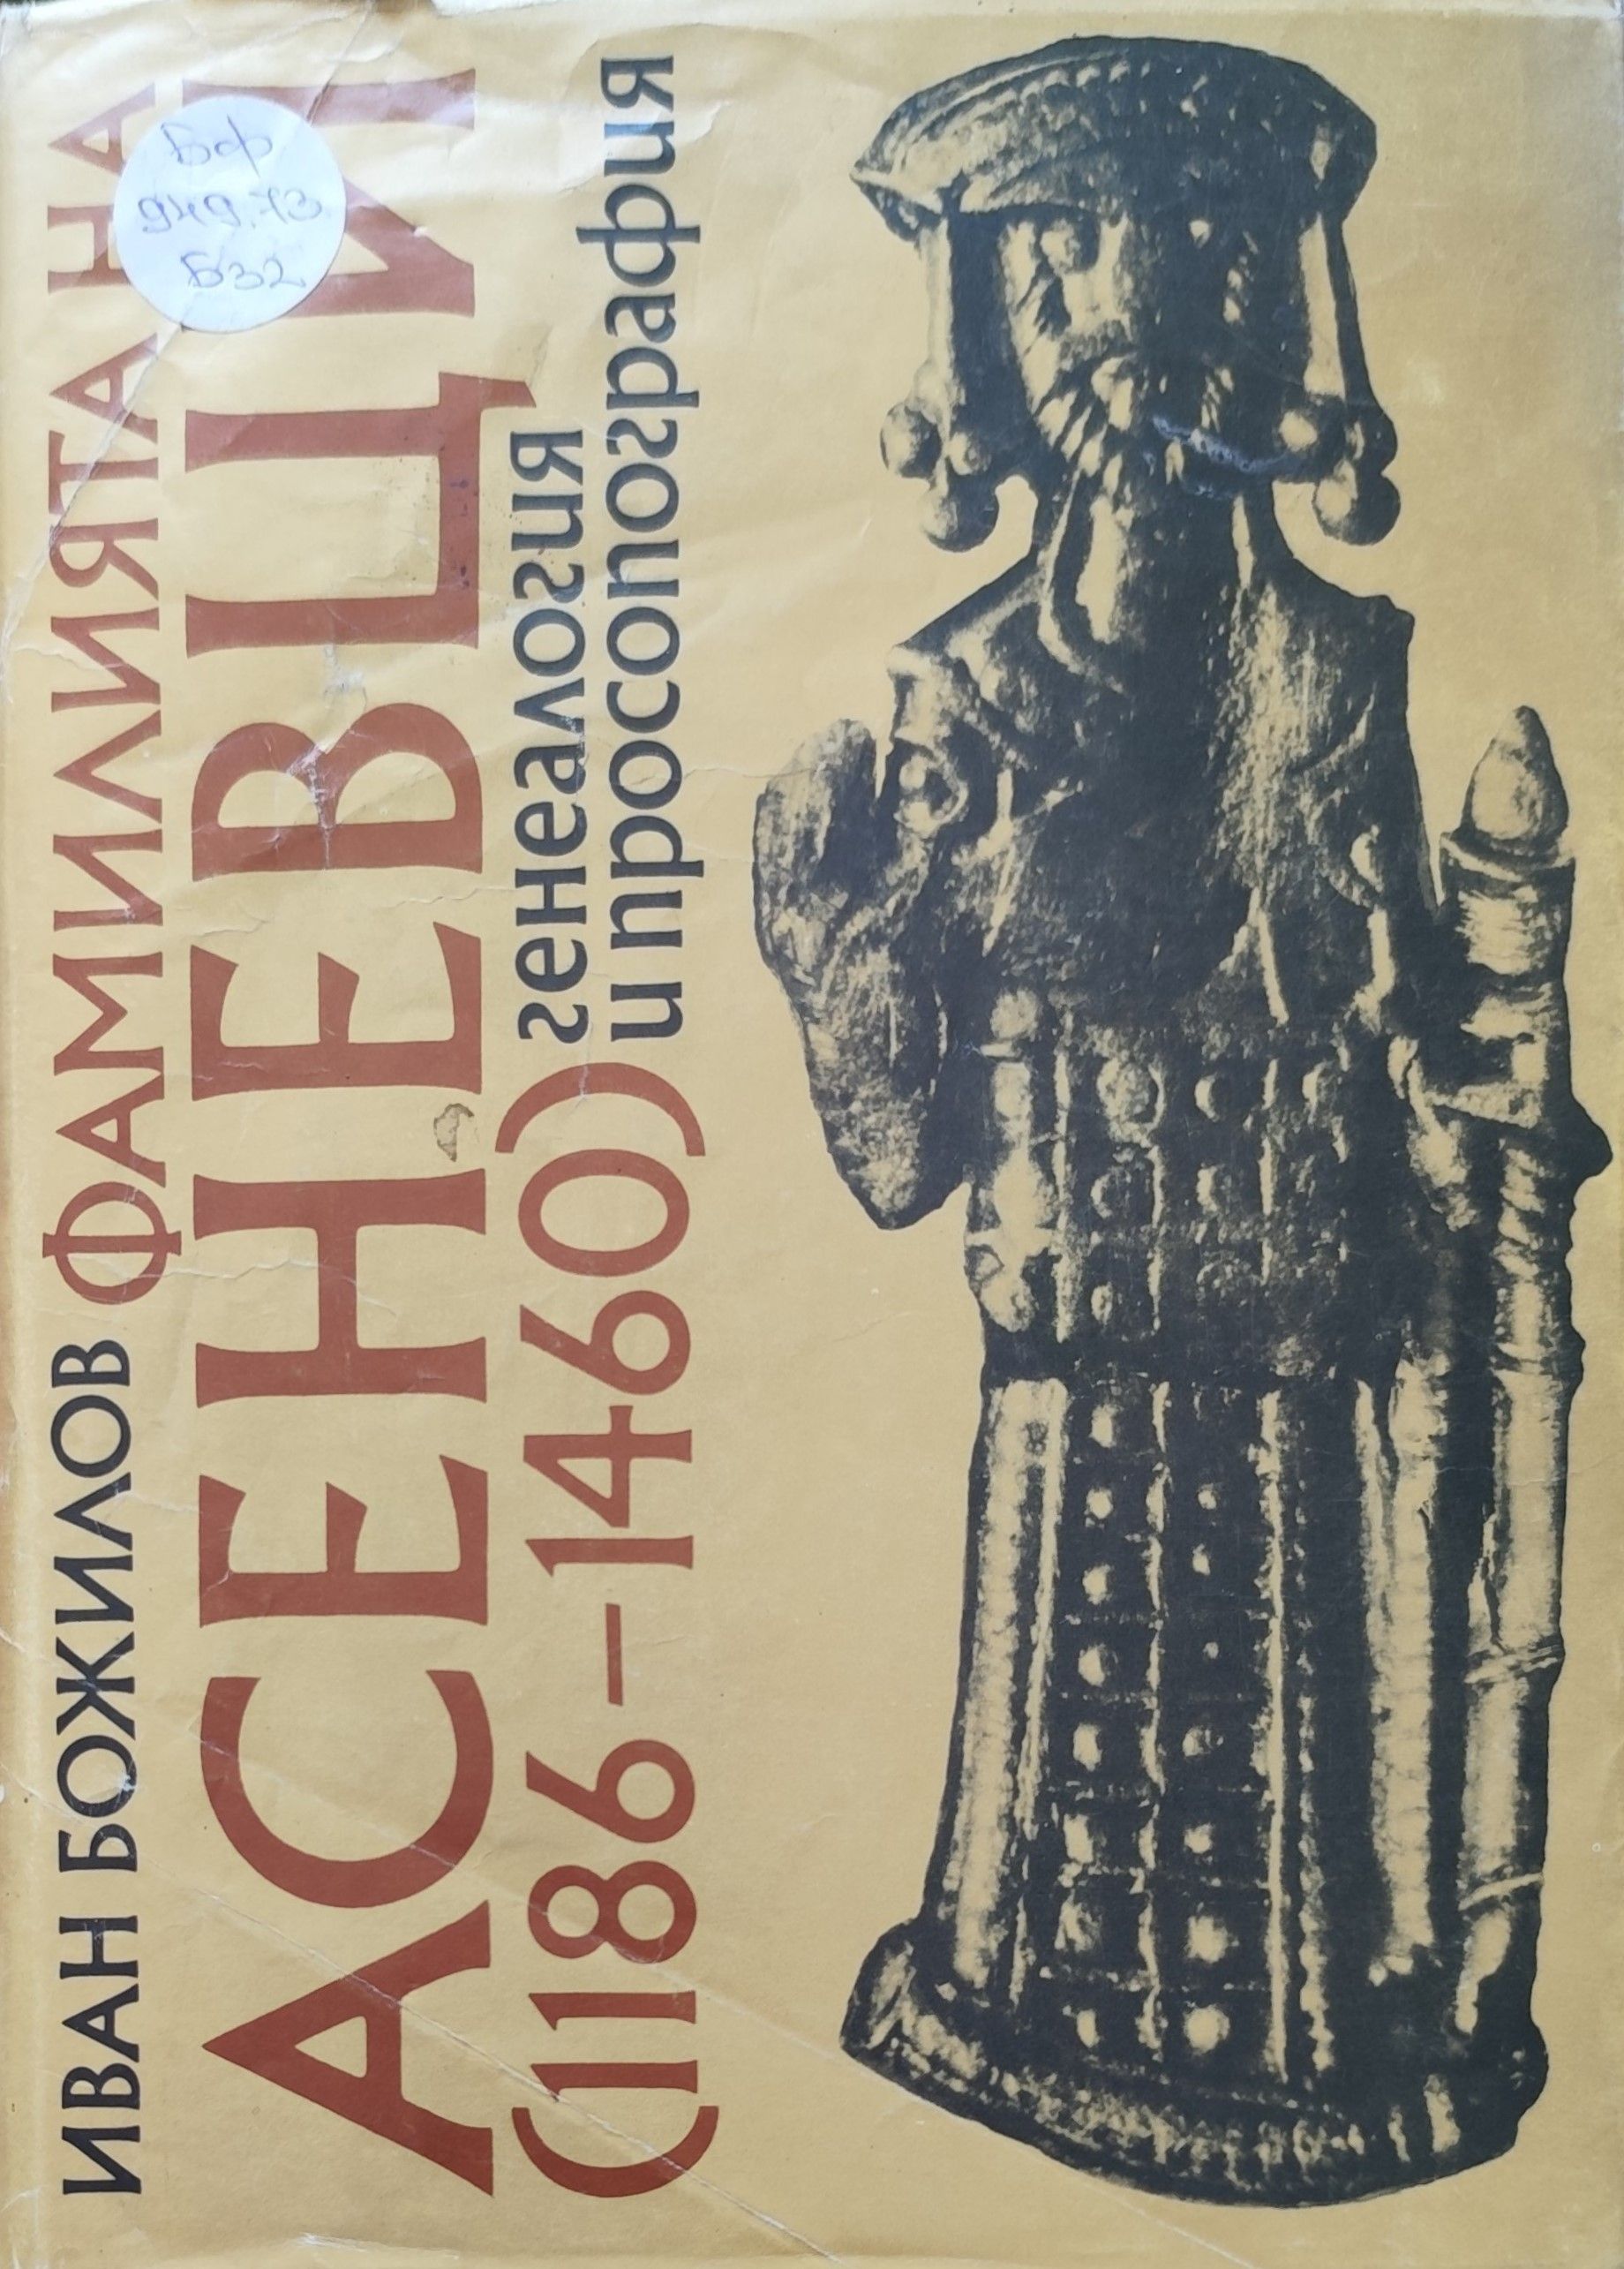 ИВАН БОЖИЛОВ ФАМИЛИЯТА НА
АСЕНЕВЦИ
(1186–1460) генеалогия
и просопография
Бф
949.73
Б32